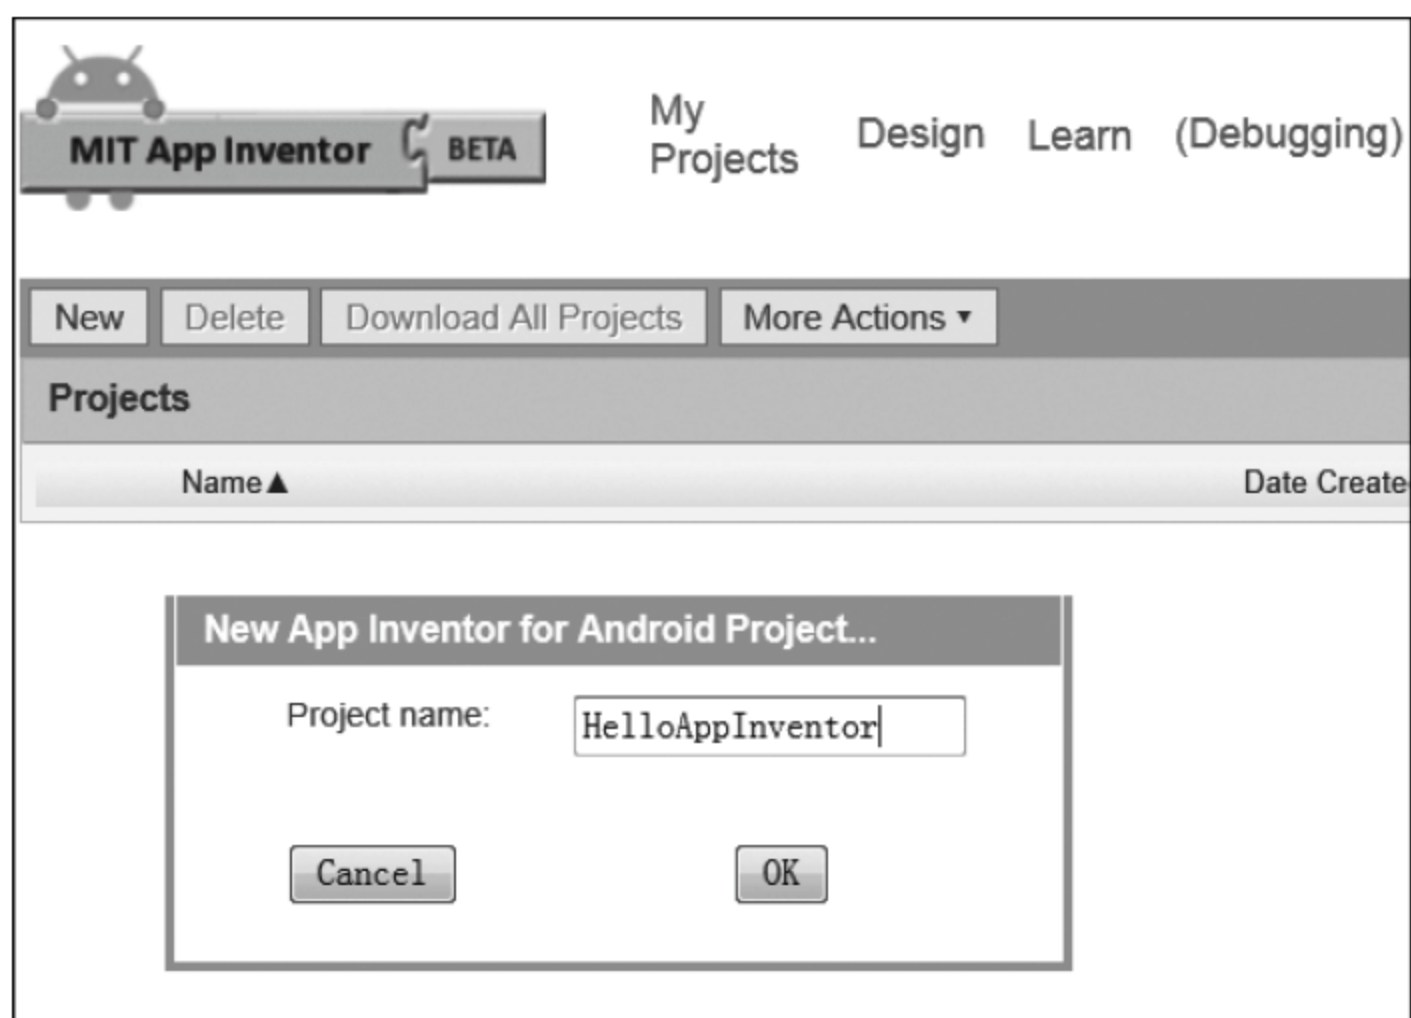 MIT App Inventor BETA
My Projects Design Learn (Debugging)
New Delete Download All Projects More Actions ▾
Projects
Name▲ Date Create
New App Inventor for Android Project...
Project name: HelloAppInventor
Cancel OK